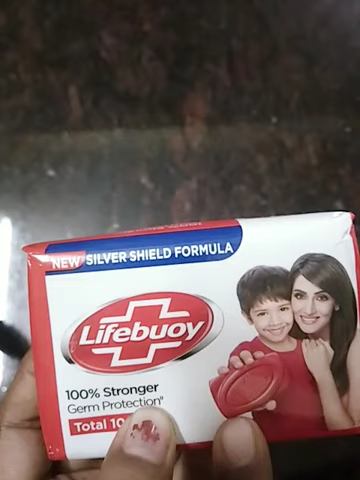 NEW SILVER SHIELD FORMULA
Lifebuoy
100% Stronger
Germ Protection*
Total